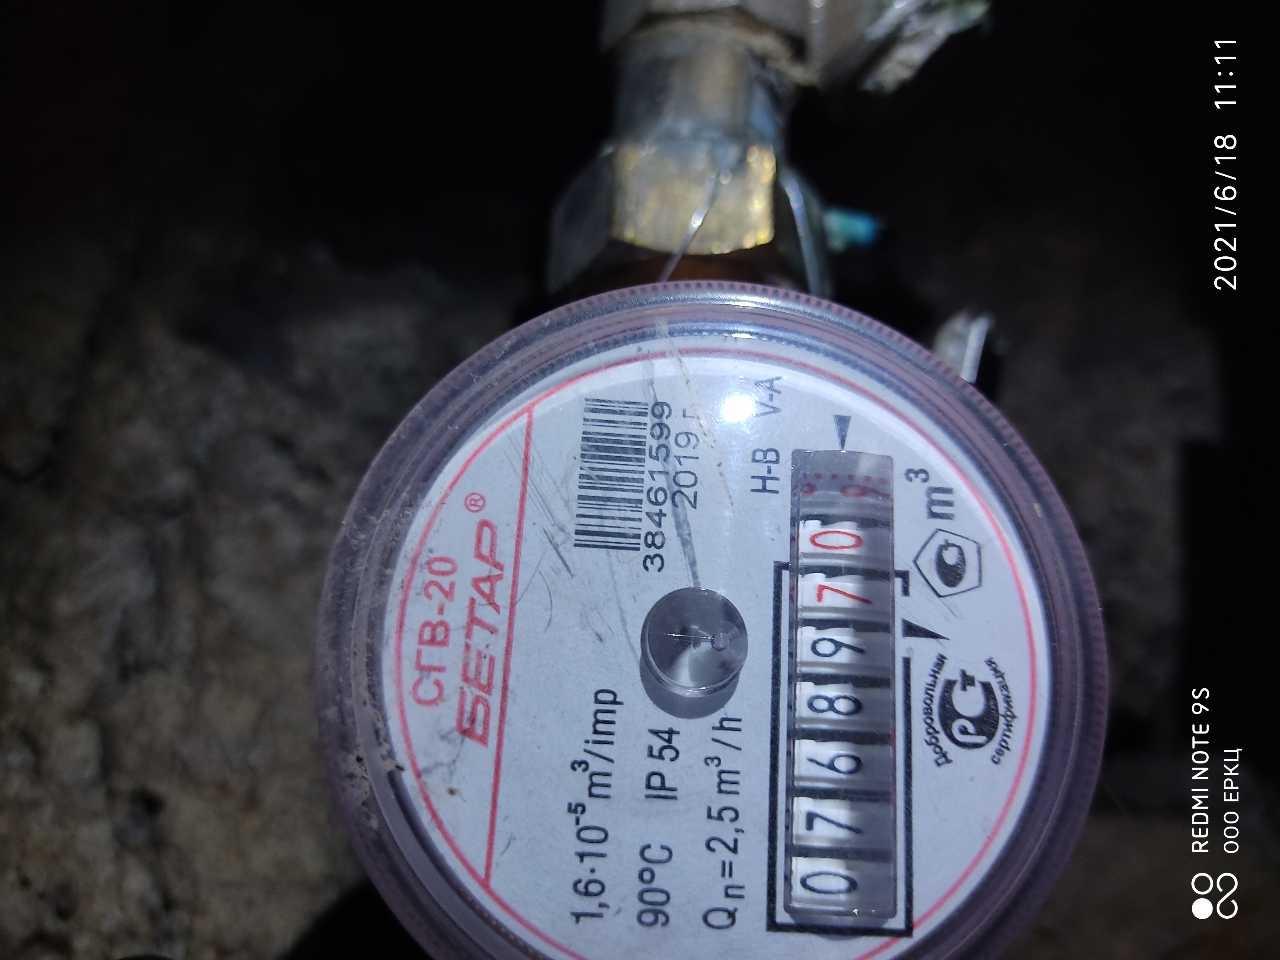 СГВ-20
БЕТАР®
38461599
2019
1,6·10⁻⁵ m³/imp
90°C IP 54
Qn=2,5 m³/h
H-B V-A
0768970
m³
Добровольная
РСТ
сертификация
REDMI NOTE 9S
ООО ЕРКЦ
2021/6/18 11:11